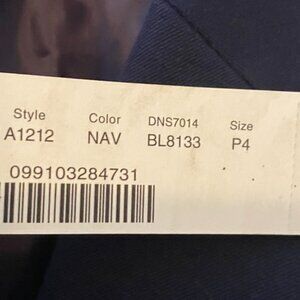 Style Color DNS7014 Size
A1212 NAV BL8133 P4
099103284731